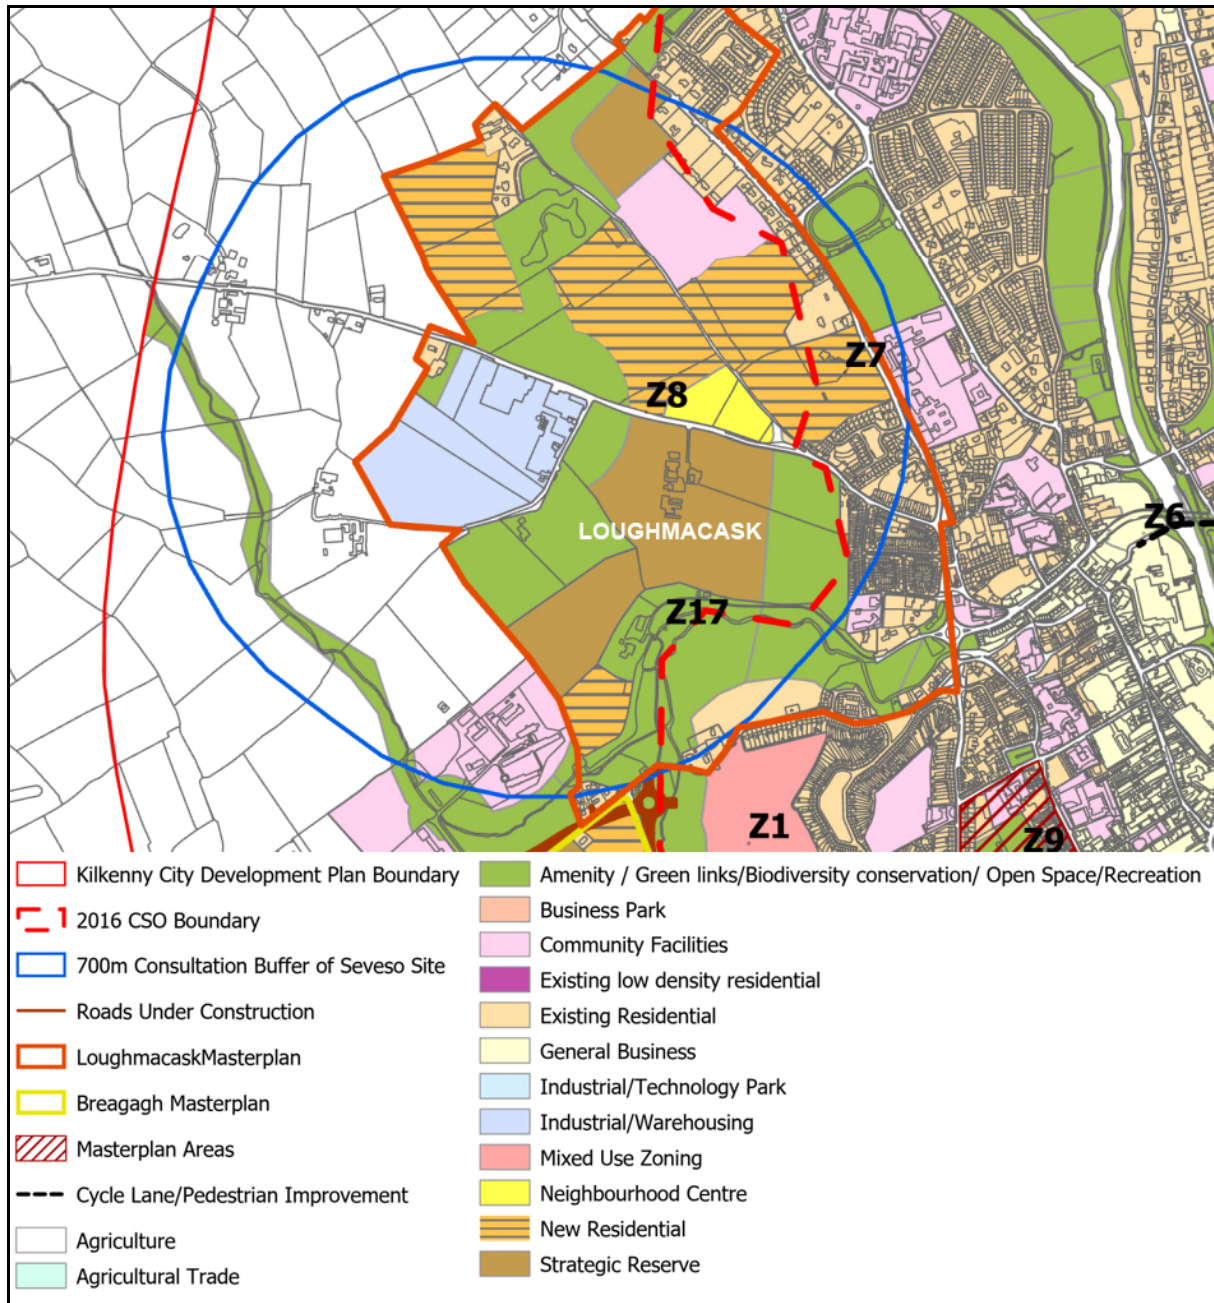 Z7
Z8
Z6
LOUGHMACASK
Z17
Z1
Z9
Kilkenny City Development Plan Boundary
2016 CSO Boundary
700m Consultation Buffer of Seveso Site
Roads Under Construction
LoughmacaskMasterplan
Breagagh Masterplan
Masterplan Areas
Cycle Lane/Pedestrian Improvement
Agriculture
Agricultural Trade
Amenity / Green links/Biodiversity conservation/ Open Space/Recreation
Business Park
Community Facilities
Existing low density residential
Existing Residential
General Business
Industrial/Technology Park
Industrial/Warehousing
Mixed Use Zoning
Neighbourhood Centre
New Residential
Strategic Reserve